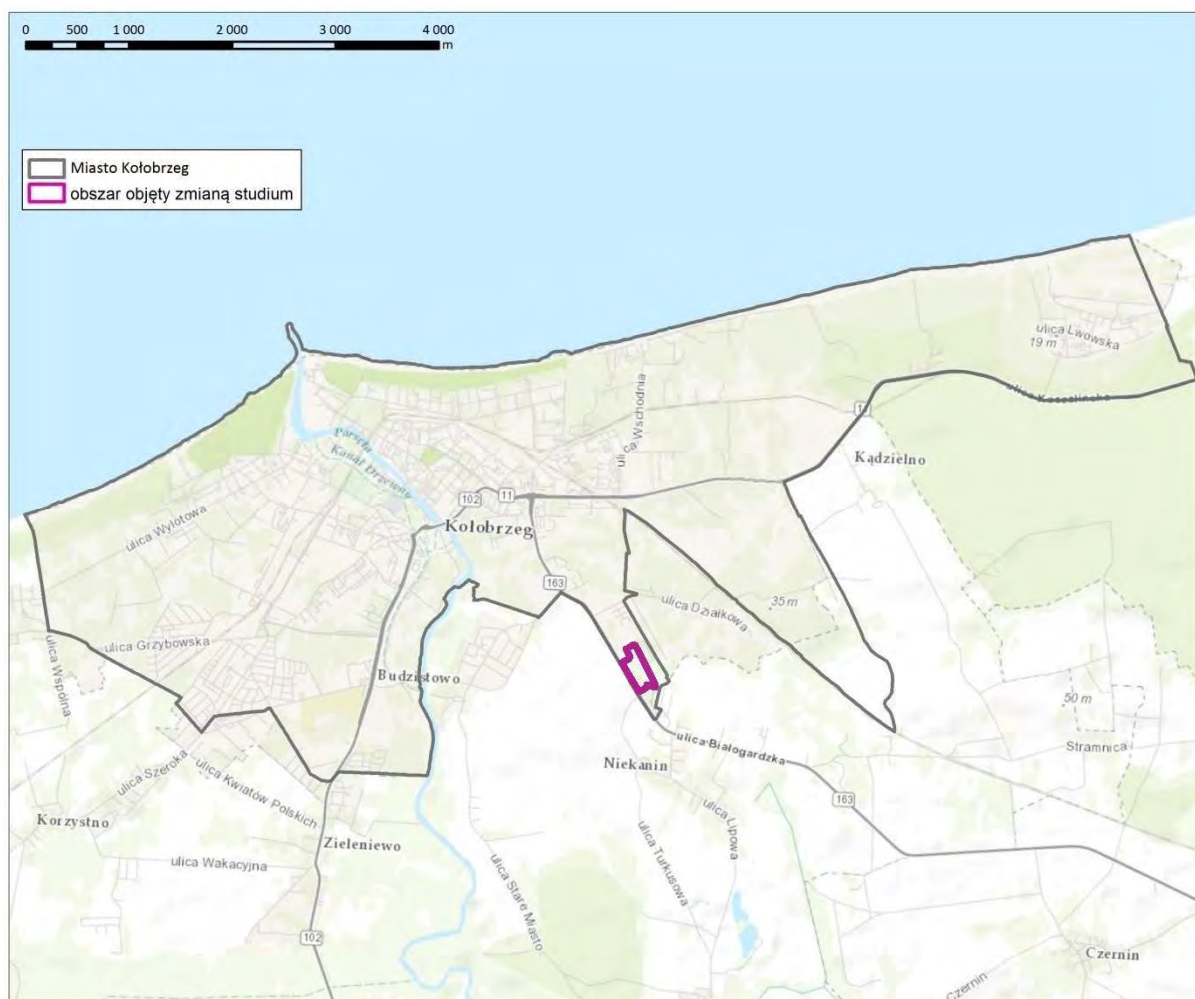 0 500 1 000 2 000 3 000 4 000
m
Miasto Kołobrzeg
obszar objęty zmianą studium
ulica Lwowska
19 m
ulica Koszalińska
11
Kądzielno
ulica Wschodnia
Parsęta
Kanał Drzewny
102
11
Kołobrzeg
ulica Wylotowa
163
ulica Działkowa
35 m
ulica Grzybowska
ulica Wspólna
Budzistowo
50 m
Stramnica
ulica Białogardzka
Niekanin
ulica Szeroka
ulica Kwiatów Polskich
163
Korzystno
Zieleniewo
ulica Lipowa
ulica Turkusowa
ulica Wakacyjna
ulica Stare Miasto
102
Czernin
Czernin